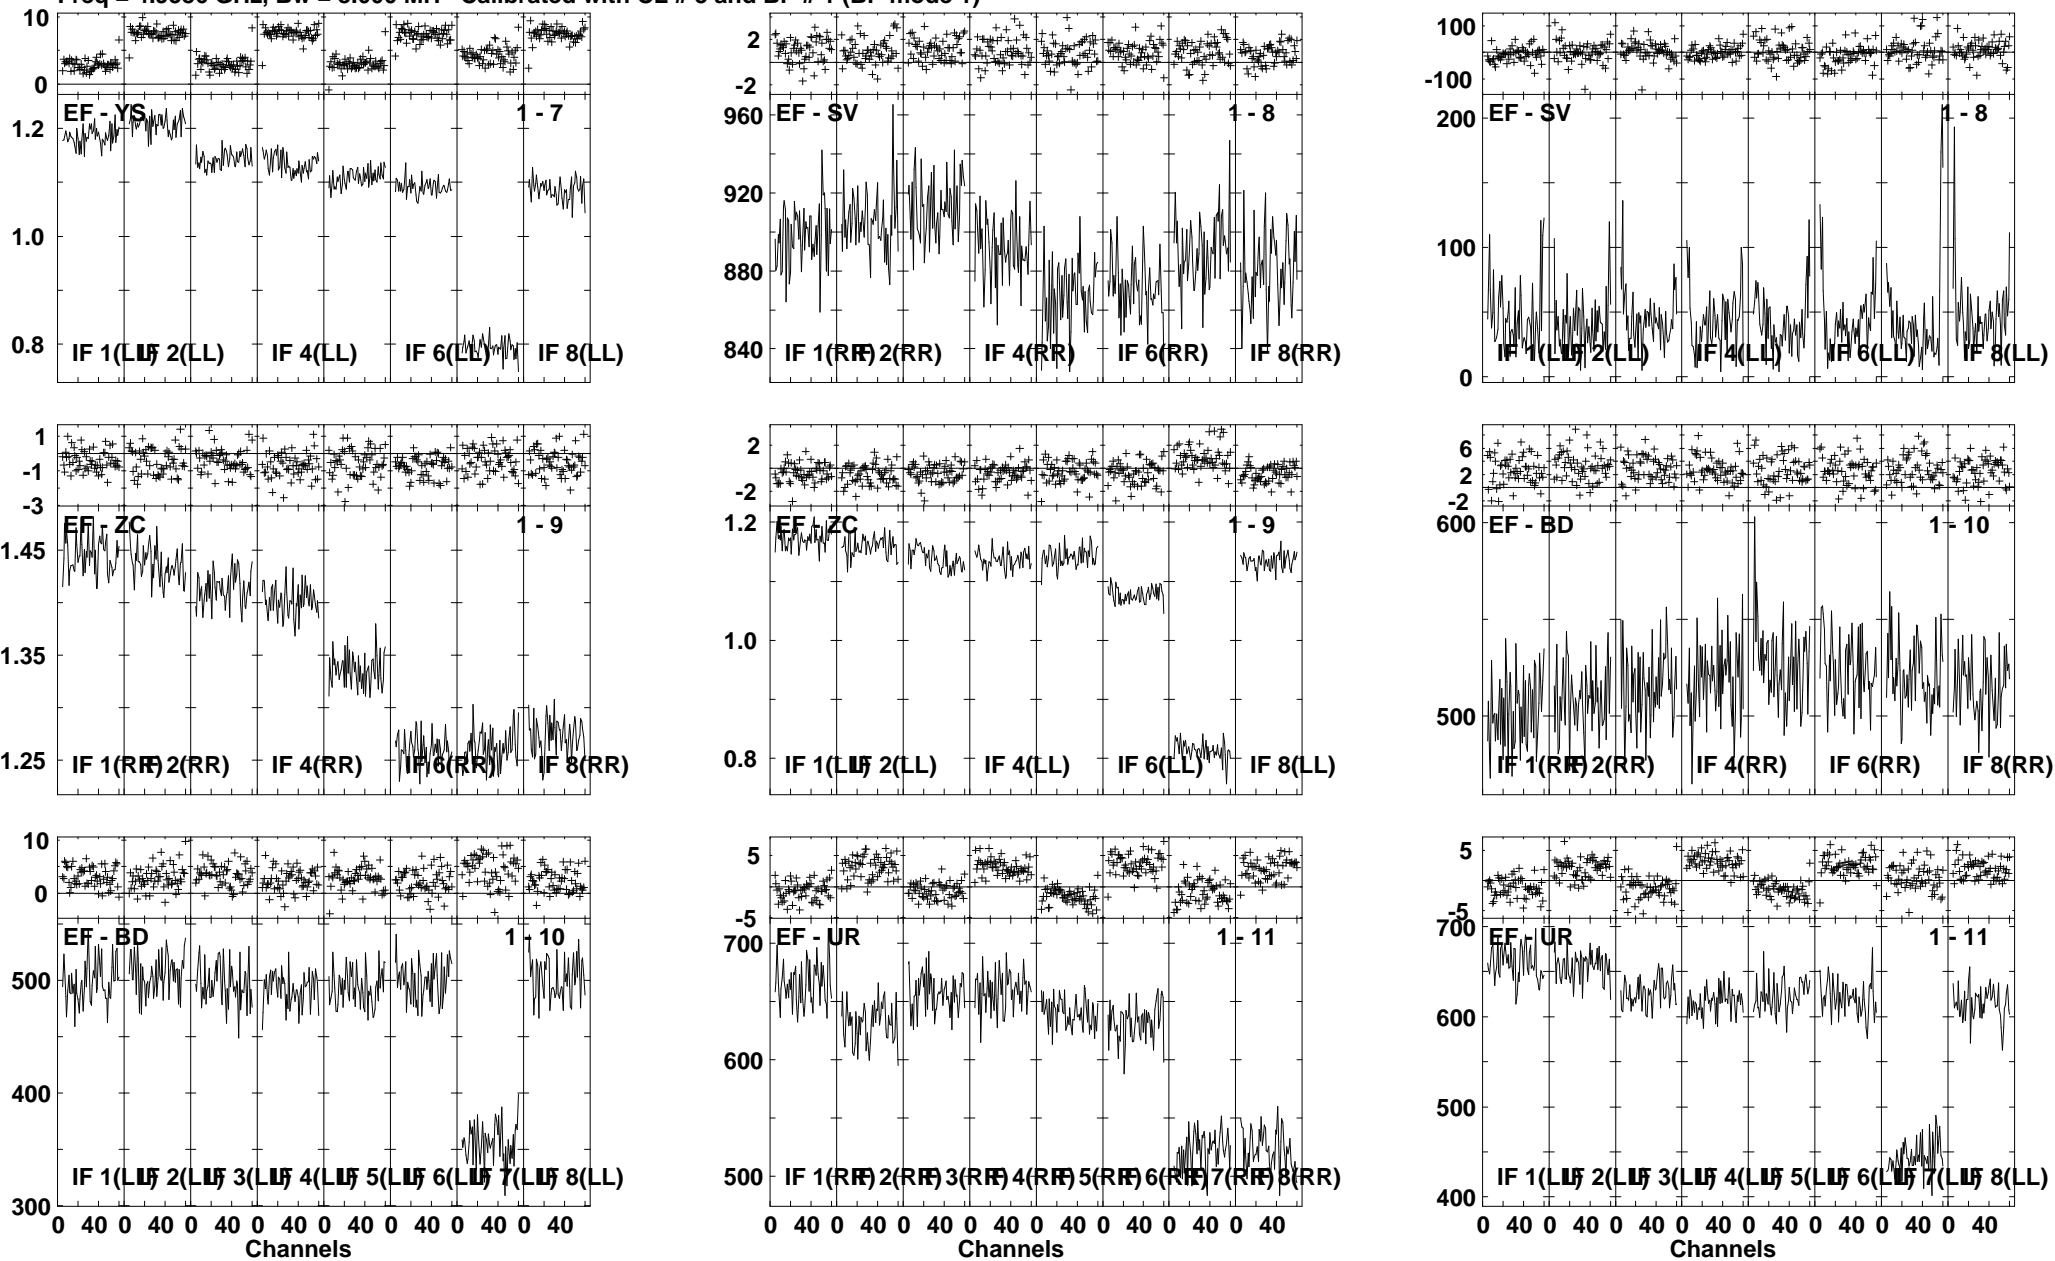 10
0
EF - YS 1 - 7
1.2
1.0
0.8
IF 1(LL) IF 2(LL) IF 4(LL) IF 6(LL) IF 8(LL)
2
-2
EF - SV 1 - 8
960
920
880
840
IF 1(RR) IF 2(RR) IF 4(RR) IF 6(RR) IF 8(RR)
100
-100
EF - SV 1 - 8
200
100
0
IF 1(LL) IF 2(LL) IF 4(LL) IF 6(LL) IF 8(LL)
1
-1
-3
EF - ZC 1 - 9
1.45
1.35
1.25
IF 1(RR) IF 2(RR) IF 4(RR) IF 6(RR) IF 8(RR)
2
-2
EF - ZC 1 - 9
1.2
1.0
0.8
IF 1(LL) IF 2(LL) IF 4(LL) IF 6(LL) IF 8(LL)
6
2
-2
EF - BD 1 - 10
600
500
IF 1(RR) IF 2(RR) IF 4(RR) IF 6(RR) IF 8(RR)
10
0
EF - BD 1 - 10
500
400
300
IF 1(LL) IF 2(LL) IF 3(LL) IF 4(LL) IF 5(LL) IF 6(LL) IF 7(LL) IF 8(LL)
0 40 0 40 0 40 0 40 0 40 0 40 0 40 0 40
Channels
5
-5
EF - UR 1 - 11
700
600
500
IF 1(RR) IF 2(RR) IF 3(RR) IF 4(RR) IF 5(RR) IF 6(RR) IF 7(RR) IF 8(RR)
0 40 0 40 0 40 0 40 0 40 0 40 0 40 0 40
Channels
5
-5
EF - UR 1 - 11
700
600
500
400
IF 1(LL) IF 2(LL) IF 3(LL) IF 4(LL) IF 5(LL) IF 6(LL) IF 7(LL) IF 8(LL)
0 40 0 40 0 40 0 40 0 40 0 40 0 40 0 40
Channels